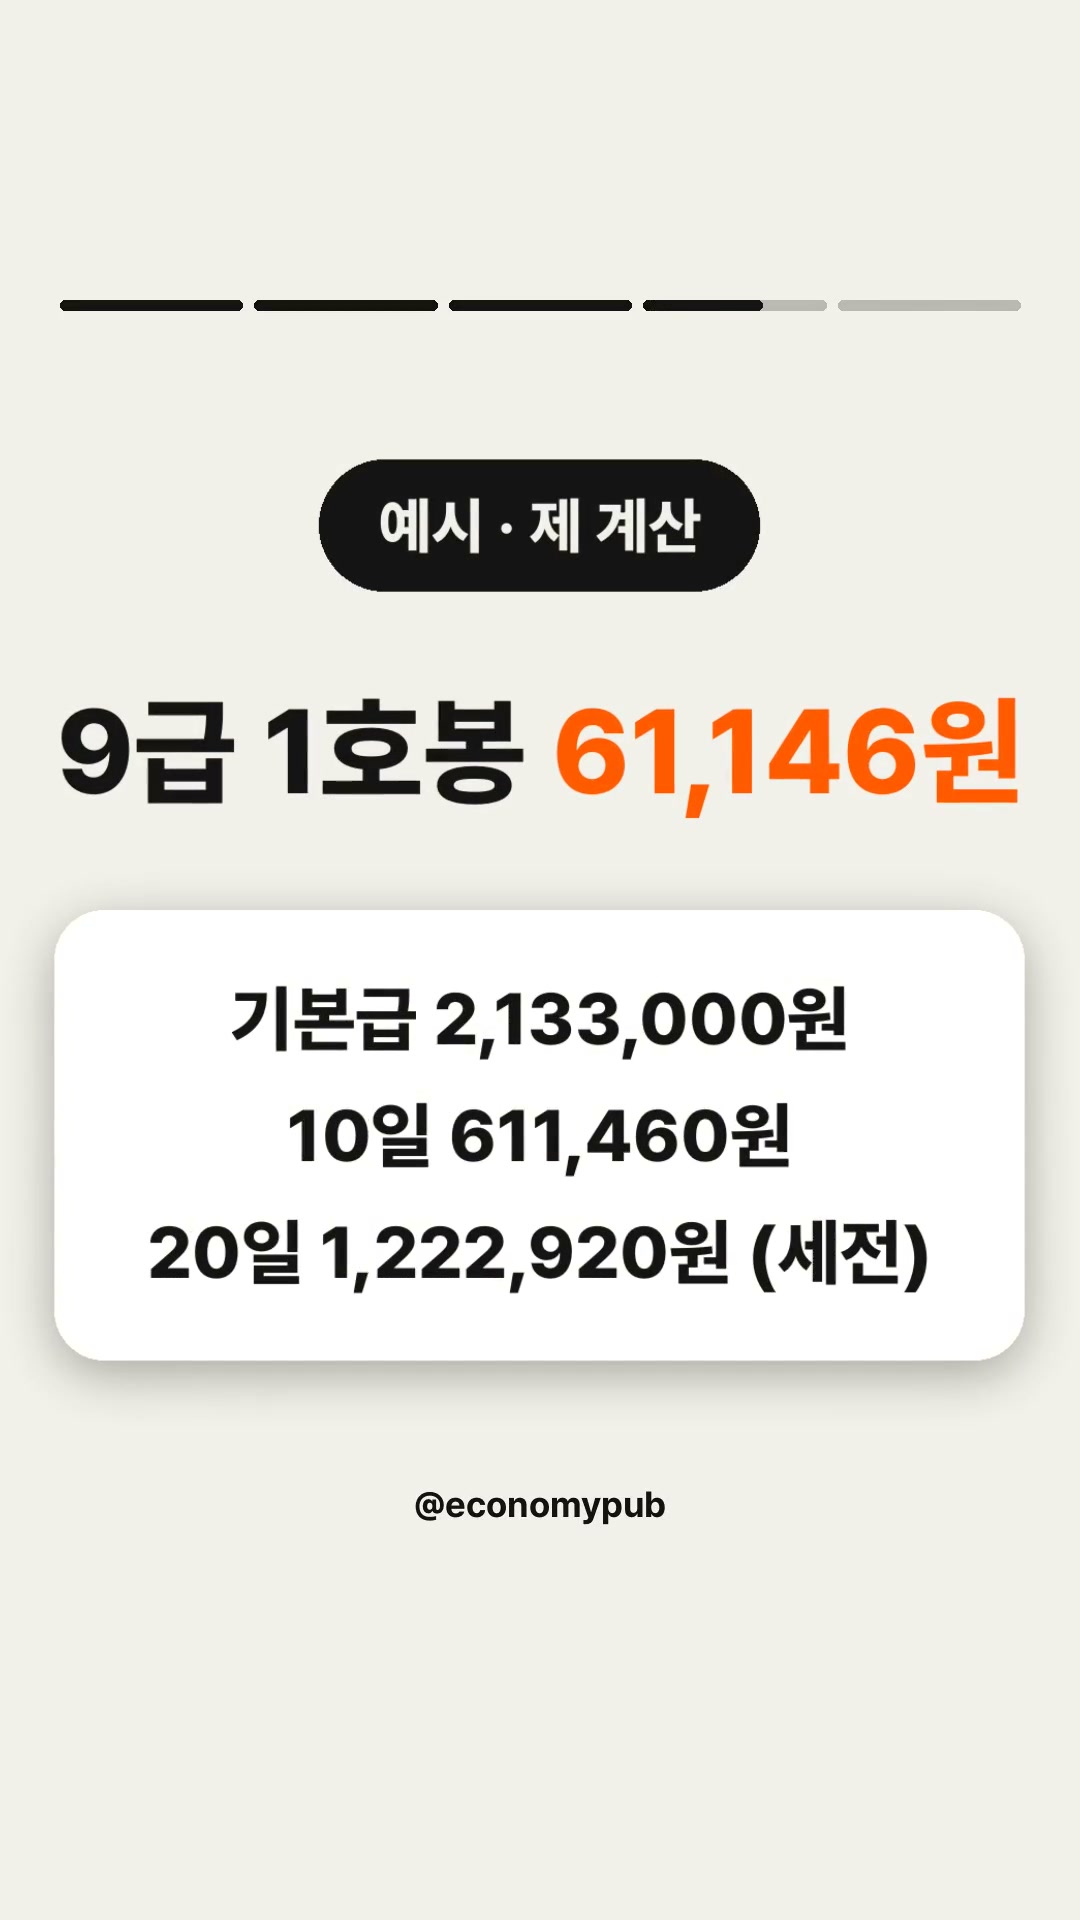 예시 · 제 계산
9급 1호봉 61,146원
기본급 2,133,000원
10일 611,460원
20일 1,222,920원 (세전)
@economypub